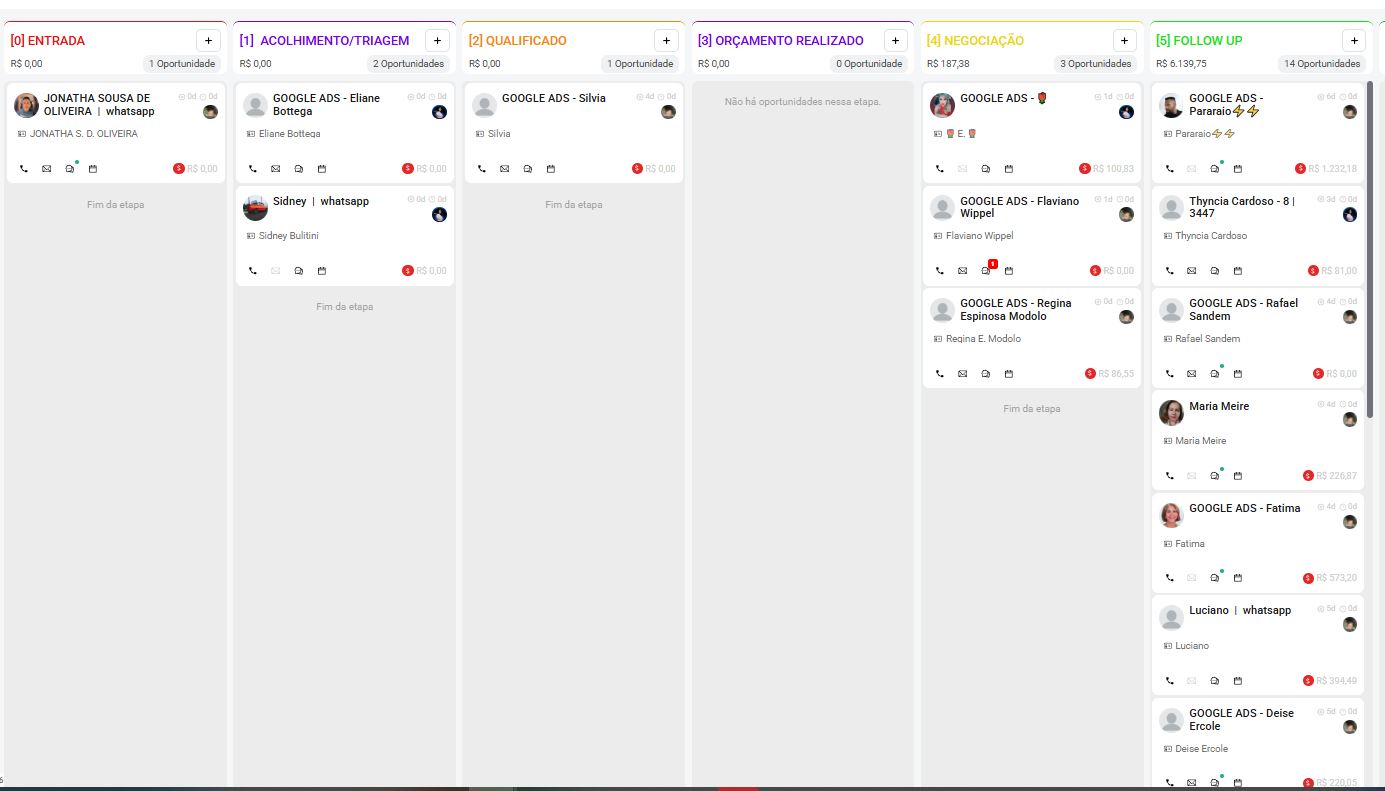 [0] ENTRADA
R$ 0,00
1 Oportunidade
JONATHA SOUSA DE
OLIVEIRA | whatsapp
0d 0d
JONATHA S. D. OLIVEIRA
R$ 0,00
Fim da etapa
[1] ACOLHIMENTO/TRIAGEM
R$ 0,00
2 Oportunidades
GOOGLE ADS - Eliane
Bottega
0d 0d
Eliane Bottega
R$ 0,00
Sidney | whatsapp
0d 0d
Sidney Bulitini
R$ 0,00
Fim da etapa
[2] QUALIFICADO
R$ 0,00
1 Oportunidade
GOOGLE ADS - Silvia
4d 0d
Silvia
R$ 0,00
Fim da etapa
[3] ORÇAMENTO REALIZADO
R$ 0,00
0 Oportunidade
Não há oportunidades nessa etapa.
[4] NEGOCIAÇÃO
R$ 187,38
3 Oportunidades
GOOGLE ADS - 🌹
1d 0d
🌹 E. 🌹
R$ 100,83
GOOGLE ADS - Flaviano
Wippel
1d 0d
Flaviano Wippel
1
R$ 0,00
GOOGLE ADS - Regina
Espinosa Modolo
0d 0d
Regina E. Modolo
R$ 86,55
Fim da etapa
[5] FOLLOW UP
R$ 6.139,75
14 Oportunidades
GOOGLE ADS -
Pararaio⚡⚡
6d 0d
Pararaio⚡⚡
R$ 1.232,18
Thyncia Cardoso - 8 |
3447
3d 0d
Thyncia Cardoso
R$ 81,00
GOOGLE ADS - Rafael
Sandem
4d 0d
Rafael Sandem
R$ 0,00
Maria Meire
4d 0d
Maria Meire
R$ 226,87
GOOGLE ADS - Fatima
4d 0d
Fatima
R$ 573,20
Luciano | whatsapp
5d 0d
Luciano
R$ 394,49
GOOGLE ADS - Deise
Ercole
5d 0d
Deise Ercole
R$ 220,05